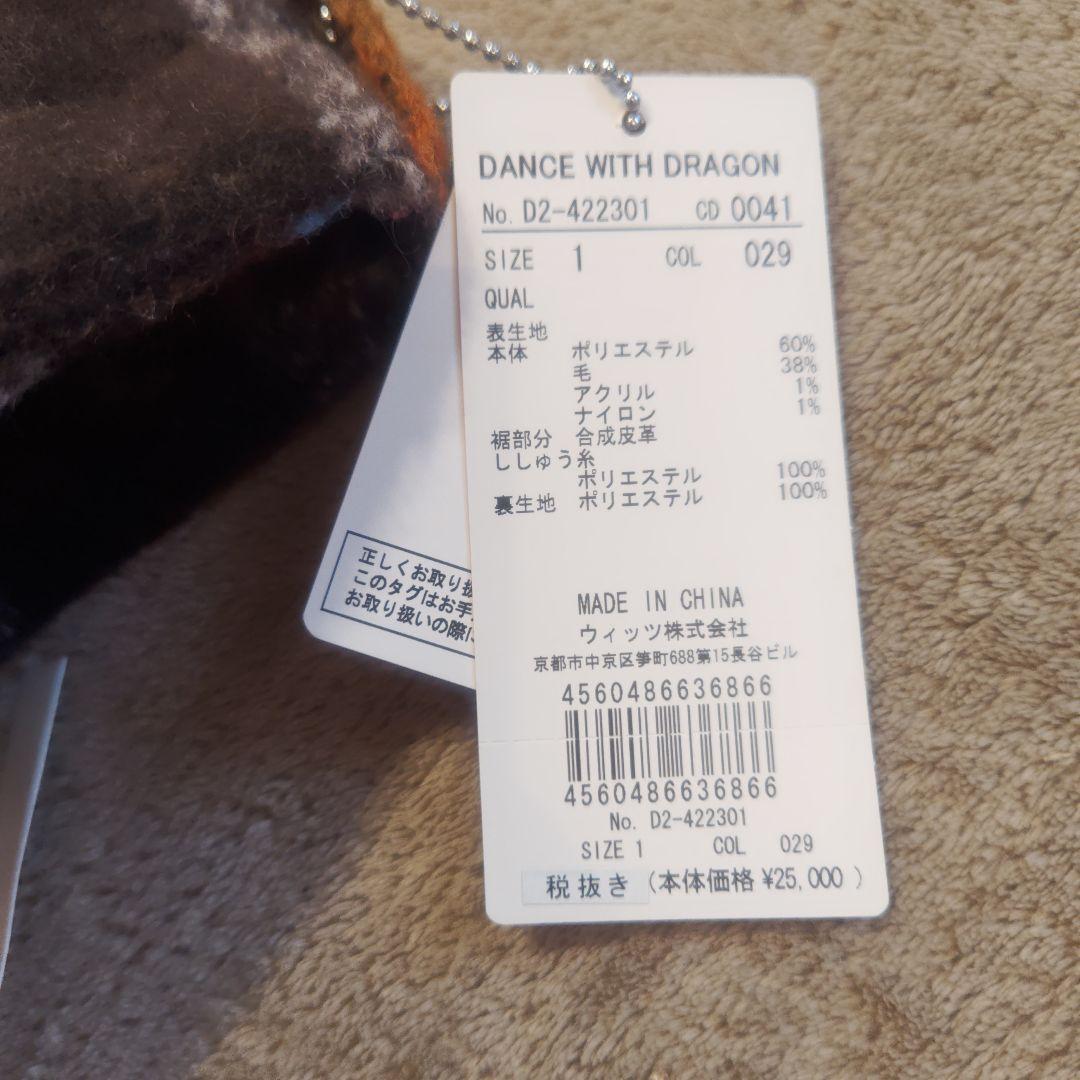 DANCE WITH DRAGON
No. D2-422301 CD 0041
SIZE 1 COL 029
QUAL
表生地
本体 ポリエステル 60%
毛 38%
アクリル 1%
ナイロン 1%
裾部分 合成皮革
ししゅう糸
ポリエステル 100%
裏生地 ポリエステル 100%
MADE IN CHINA
ウィッツ株式会社
京都市中京区笋町688第15長谷ビル
4560486636866
4560486636866
No. D2-422301
SIZE 1 COL 029
税抜き (本体価格 ¥25,000 )
正しくお取り扱
このタグはお手
お取り扱いの際に